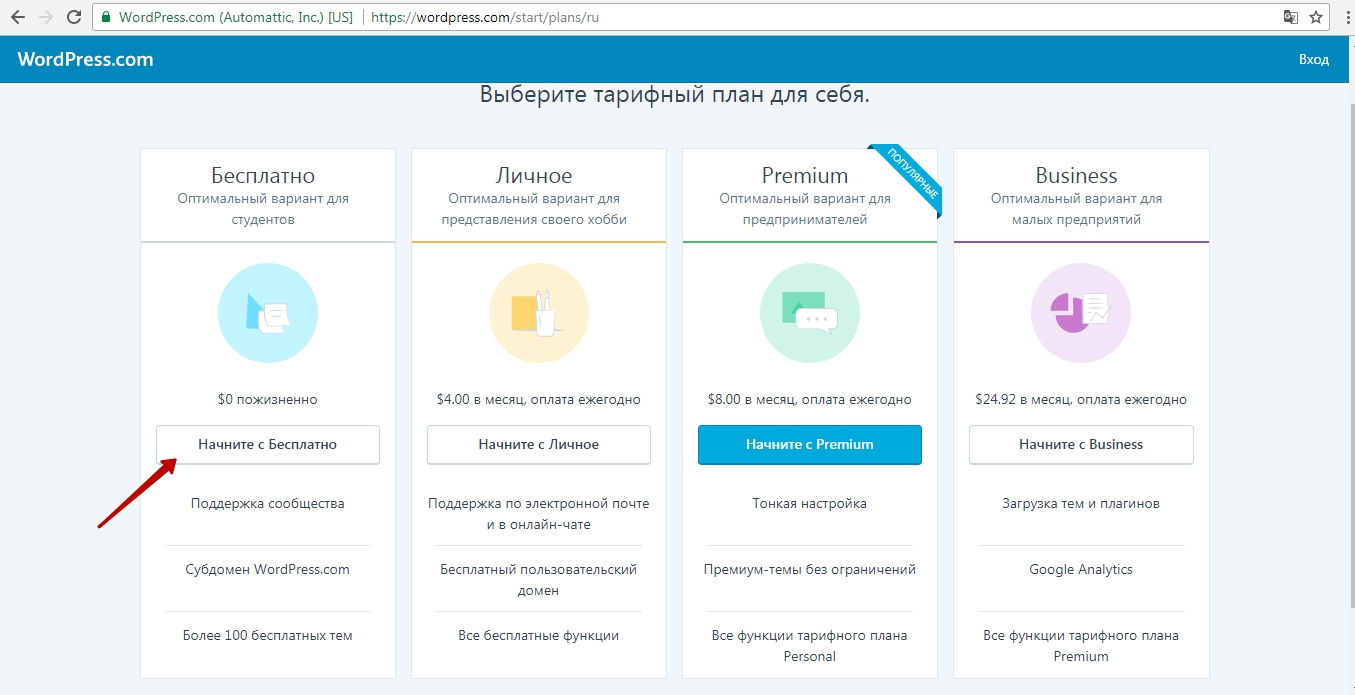 WordPress.com (Automattic, Inc.) [US] https://wordpress.com/start/plans/ru
WordPress.com
Вход
Выберите тарифный план для себя.
Бесплатно
Оптимальный вариант для
студентов
$0 пожизненно
Начните с Бесплатно
Поддержка сообщества
Субдомен WordPress.com
Более 100 бесплатных тем
Личное
Оптимальный вариант для
представления своего хобби
$4.00 в месяц, оплата ежегодно
Начните с Личное
Поддержка по электронной почте
и в онлайн-чате
Бесплатный пользовательский
домен
Все бесплатные функции
ПОПУЛЯРНЫЕ
Premium
Оптимальный вариант для
предпринимателей
$8.00 в месяц, оплата ежегодно
Начните с Premium
Тонкая настройка
Премиум-темы без ограничений
Все функции тарифного плана
Personal
Business
Оптимальный вариант для
малых предприятий
$24.92 в месяц, оплата ежегодно
Начните с Business
Загрузка тем и плагинов
Google Analytics
Все функции тарифного плана
Premium